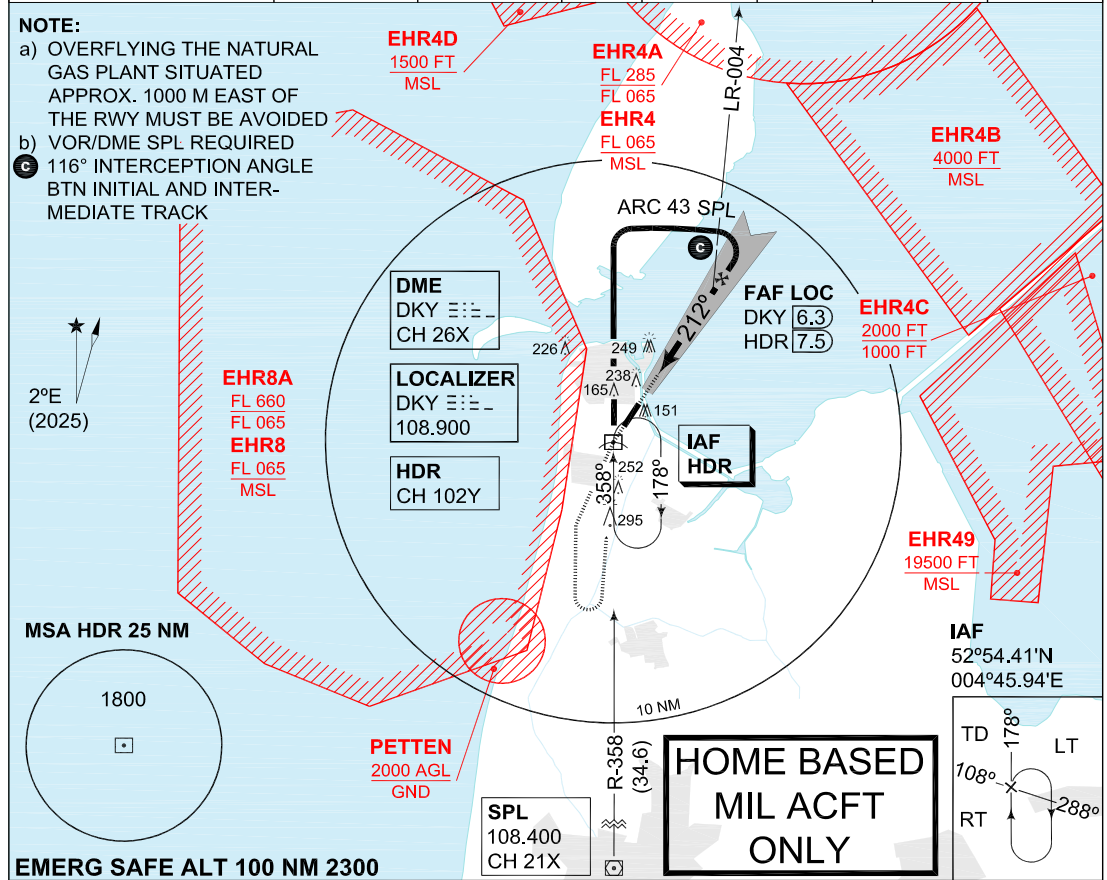 NOTE:
a) OVERFLYING THE NATURAL
GAS PLANT SITUATED
APPROX. 1000 M EAST OF
THE RWY MUST BE AVOIDED
b) VOR/DME SPL REQUIRED
C 116° INTERCEPTION ANGLE
BTN INITIAL AND INTER-
MEDIATE TRACK
EHR4D
1500 FT
MSL
EHR4A
FL 285
FL 065
EHR4
FL 065
MSL
LR-004
EHR4B
4000 FT
MSL
ARC 43 SPL
C
DME
DKY
CH 26X
LOCALIZER
DKY
108.900
HDR
CH 102Y
212°
FAF LOC
DKY 6.3
HDR 7.5
EHR4C
2000 FT
1000 FT
226
249
238
165
151
2°E
(2025)
EHR8A
FL 660
FL 065
EHR8
FL 065
MSL
IAF
HDR
358°
252
178°
295
EHR49
19500 FT
MSL
MSA HDR 25 NM
1800
PETTEN
2000 AGL
GND
10 NM
R-358
(34.6)
SPL
108.400
CH 21X
HOME BASED
MIL ACFT
ONLY
IAF
52°54.41'N
004°45.94'E
TD
178°
LT
108°
288°
RT
EMERG SAFE ALT 100 NM 2300